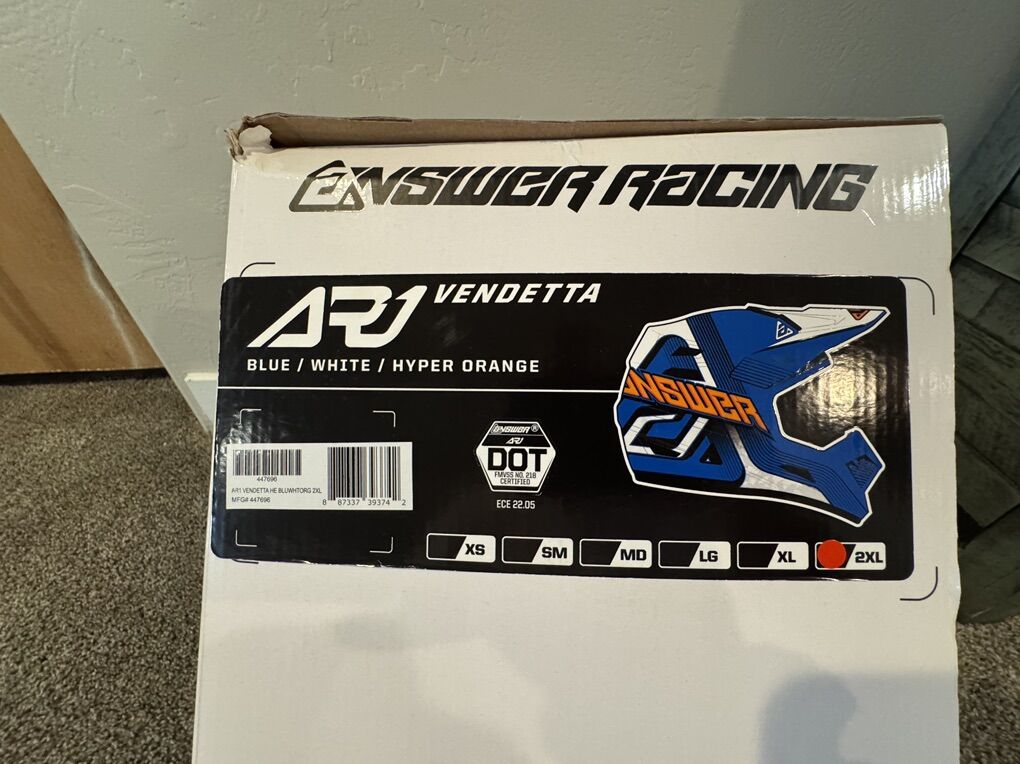 ANSWER RACING
AR1 VENDETTA
BLUE / WHITE / HYPER ORANGE
ANSWER
447696
AR1 VENDETTA HE BLUWHTORG 2XL
MFG# 447696
8 87337 39374 2
ANSWER®
AR1
DOT
FMVSS NO. 218
CERTIFIED
ECE 22.05
XS SM MD LG XL 2XL